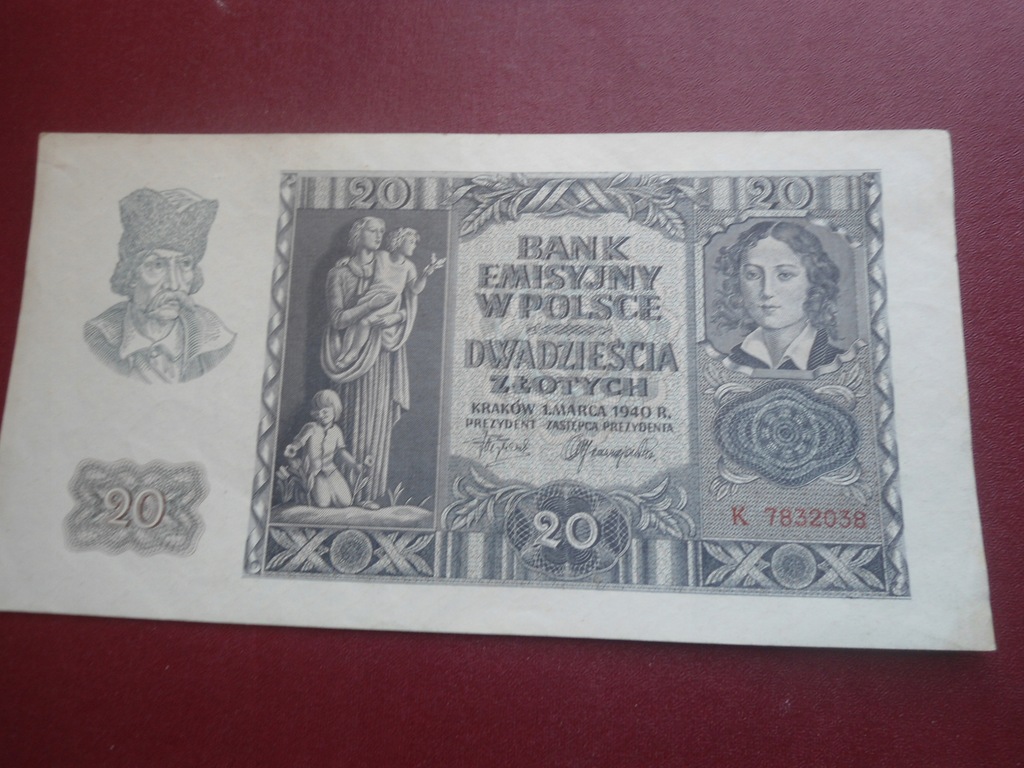 20 20
BANK
EMISYJNY
W POLSCE
DWADZIEŚCIA
ZŁOTYCH
KRAKÓW 1. MARCA 1940 R.
PREZYDENT ZASTĘPCA PREZYDENTA
20
20
K 7832038